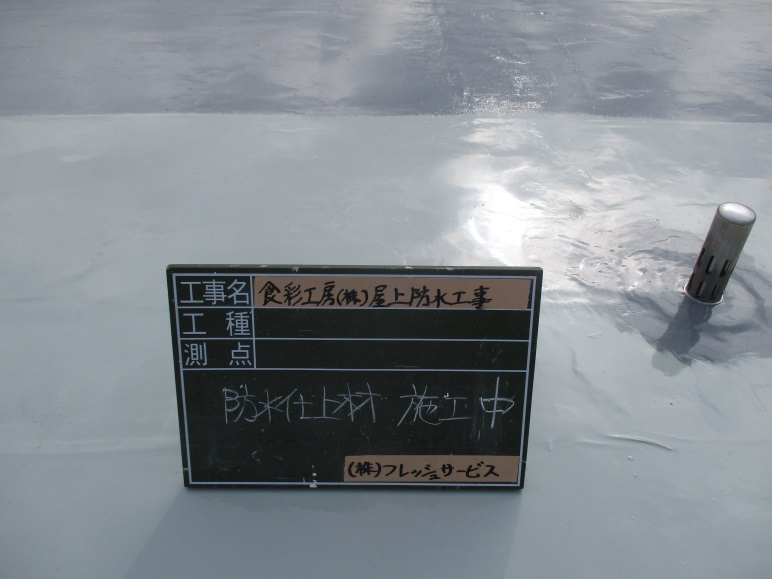 工事名 食彩工房(株)屋上防水工事
工種
測点
防水仕上材 施工中
(株)フレッシュサービス